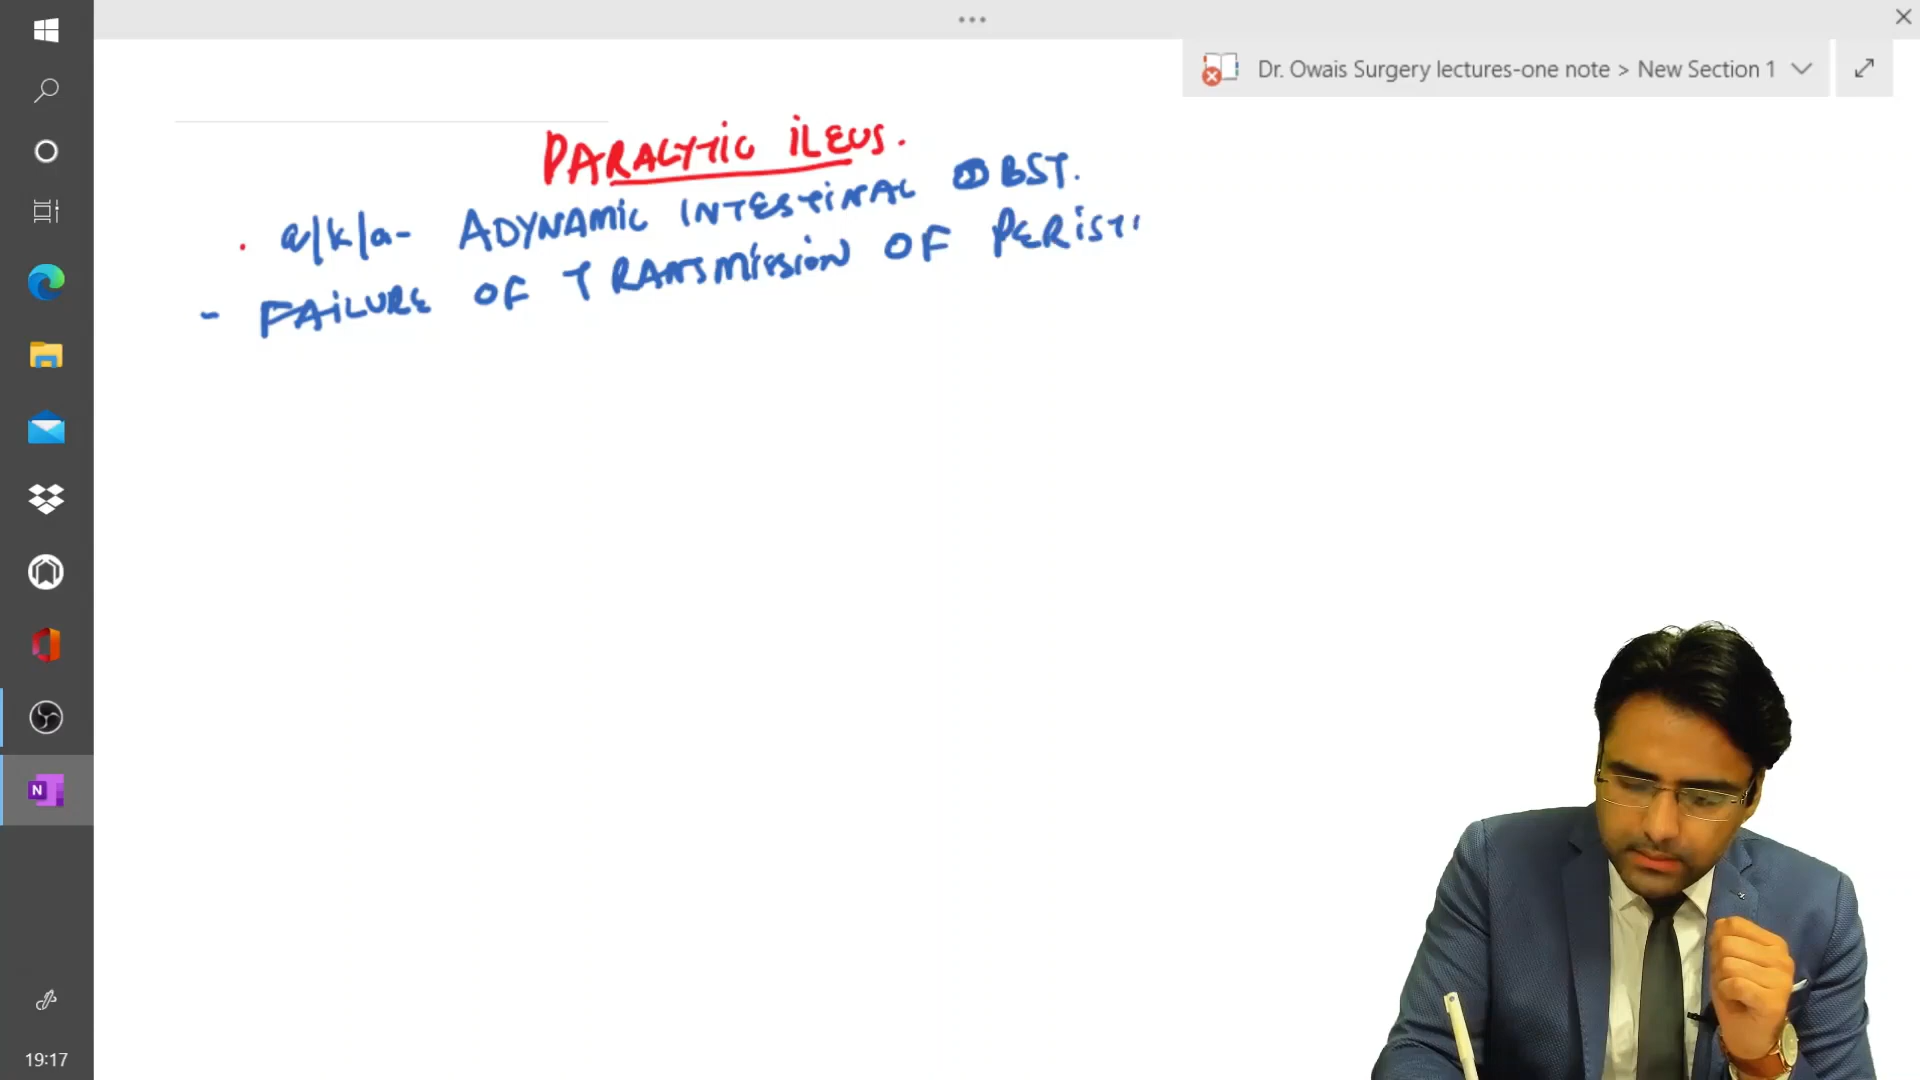 Dr. Owais Surgery lectures-one note > New Section 1
PARALYTIC ILEUS.
a/k/a- ADYNAMIC INTESTINAL OBST.
- FAILURE OF TRANSMISSION OF PERIST
N
19:17